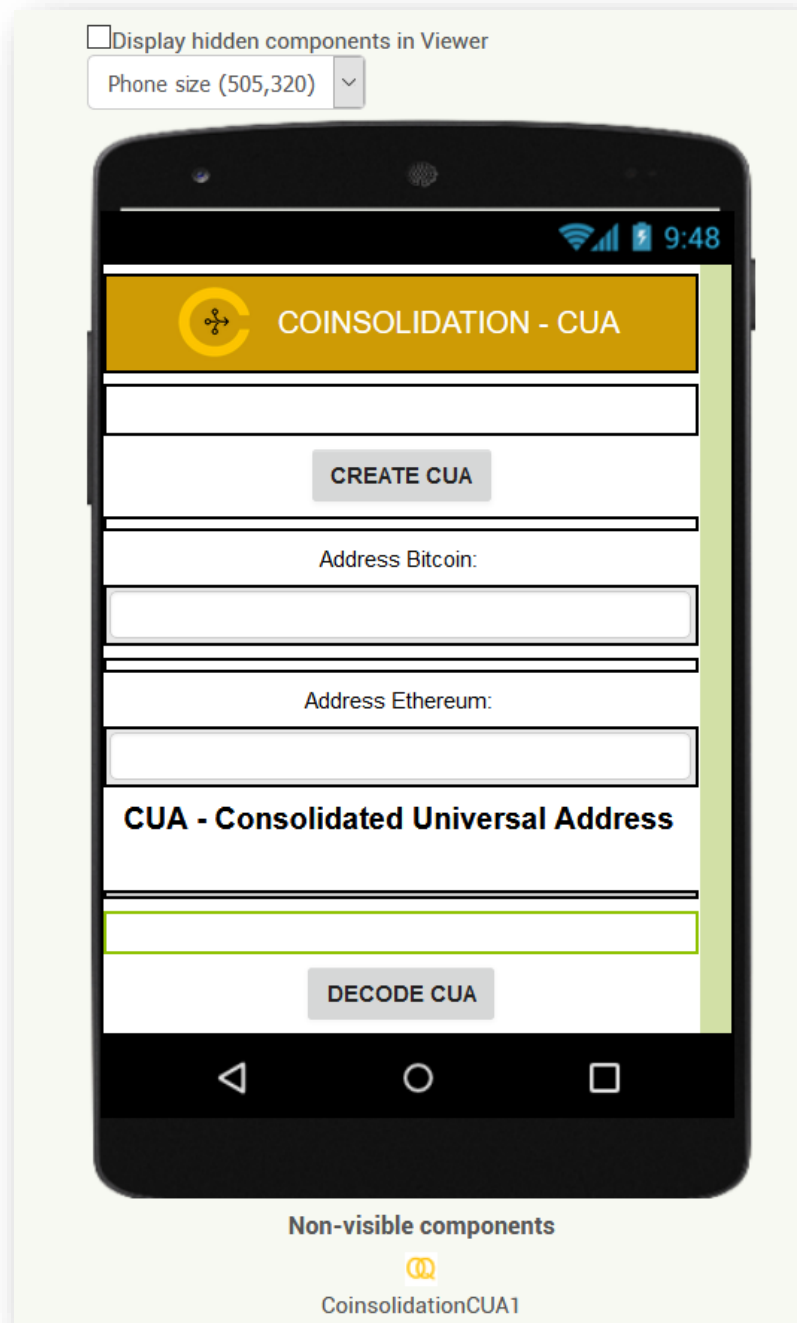 Display hidden components in Viewer
Phone size (505,320)
9:48
COINSOLIDATION - CUA
CREATE CUA
Address Bitcoin:
Address Ethereum:
CUA - Consolidated Universal Address
DECODE CUA
Non-visible components
CoinsolidationCUA1